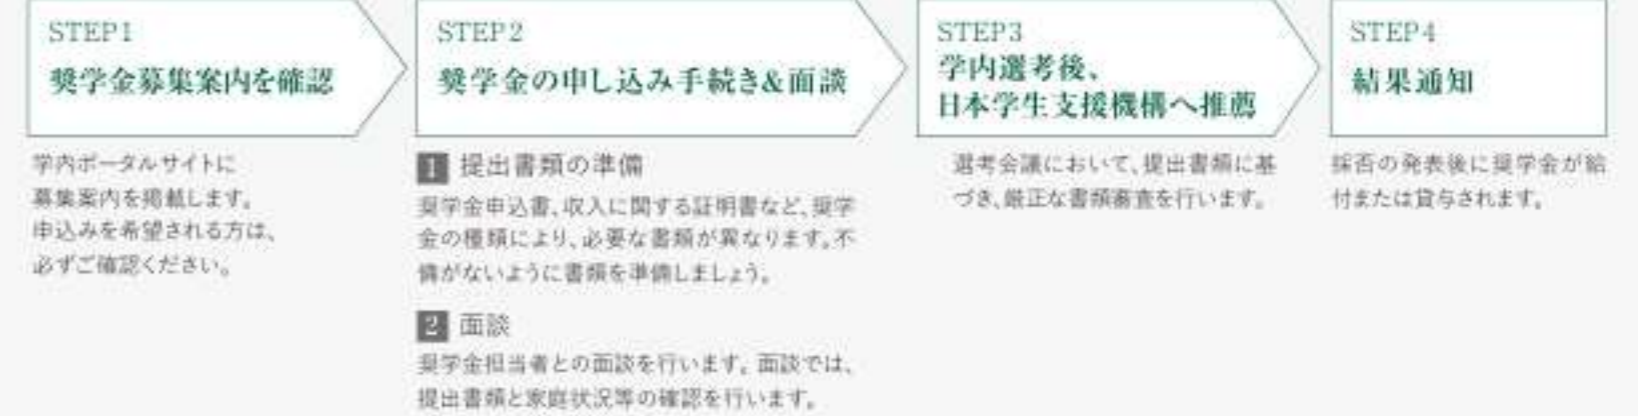 STEP1
奨学金募集案内を確認
学内ポータルサイトに
募集案内を掲載します。
申込みを希望される方は、
必ずご確認ください。
STEP2
奨学金の申し込み手続き&面談
1 提出書類の準備
奨学金申込書、収入に関する証明書など、奨学
金の種類により、必要な書類が異なります。不
備がないように書類を準備しましょう。
2 面談
奨学金担当者との面談を行います。面談では、
提出書類と家庭状況等の確認を行います。
STEP3
学内選考後、
日本学生支援機構へ推薦
選考会議において、提出書類に基
づき、厳正な書類審査を行います。
STEP4
結果通知
採否の発表後に奨学金が給
付または貸与されます。